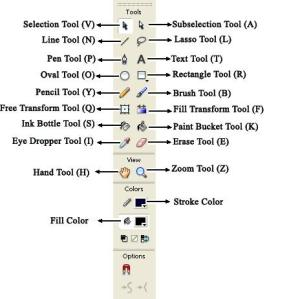 Tools
Selection Tool (V)
Subselection Tool (A)
Line Tool (N)
Lasso Tool (L)
Pen Tool (P)
A
Text Tool (T)
Oval Tool (O)
Rectangle Tool (R)
Pencil Tool (Y)
Brush Tool (B)
Free Transform Tool (Q)
Fill Transform Tool (F)
Ink Bottle Tool (S)
Paint Bucket Tool (K)
Eye Dropper Tool (I)
Erase Tool (E)
View
Hand Tool (H)
Zoom Tool (Z)
Colors
Stroke Color
Fill Color
Options